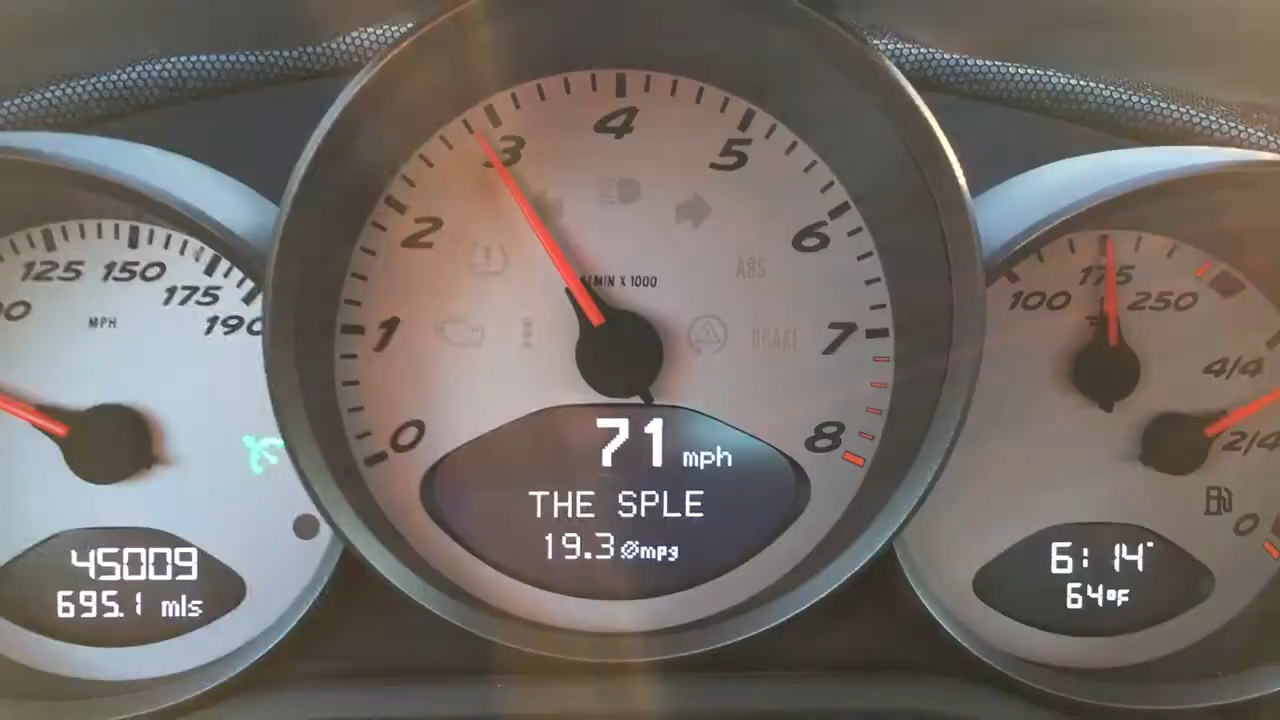 125 150
175
190
MPH
45009
695.1 mls
0
1
2
3
4
5
6
7
8
1/MIN X 1000
ABS
BRAKE
71 mph
THE SPLE
19.3 Ømpg
175
100
250
4/4
2/4
0
6:14
64°F